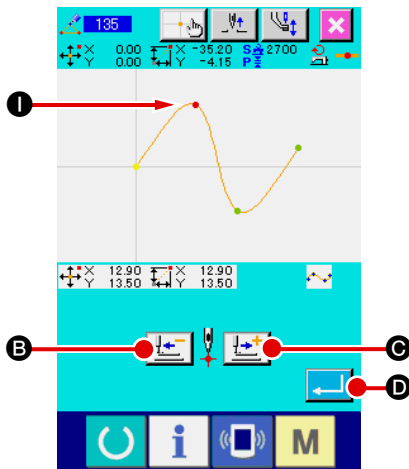 135
X 0.00 X -35.20 S 2700
Y 0.00 Y -4.15 P
I
X 12.90 X 12.90
Y 13.50 Y 13.50
B - + C
D
i M